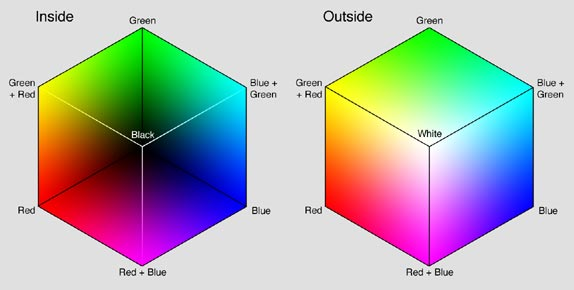 Inside
Green
Green
+ Red
Blue +
Green
Black
Red
Blue
Red + Blue
Outside
Green
Green
+ Red
Blue +
Green
White
Red
Blue
Red + Blue